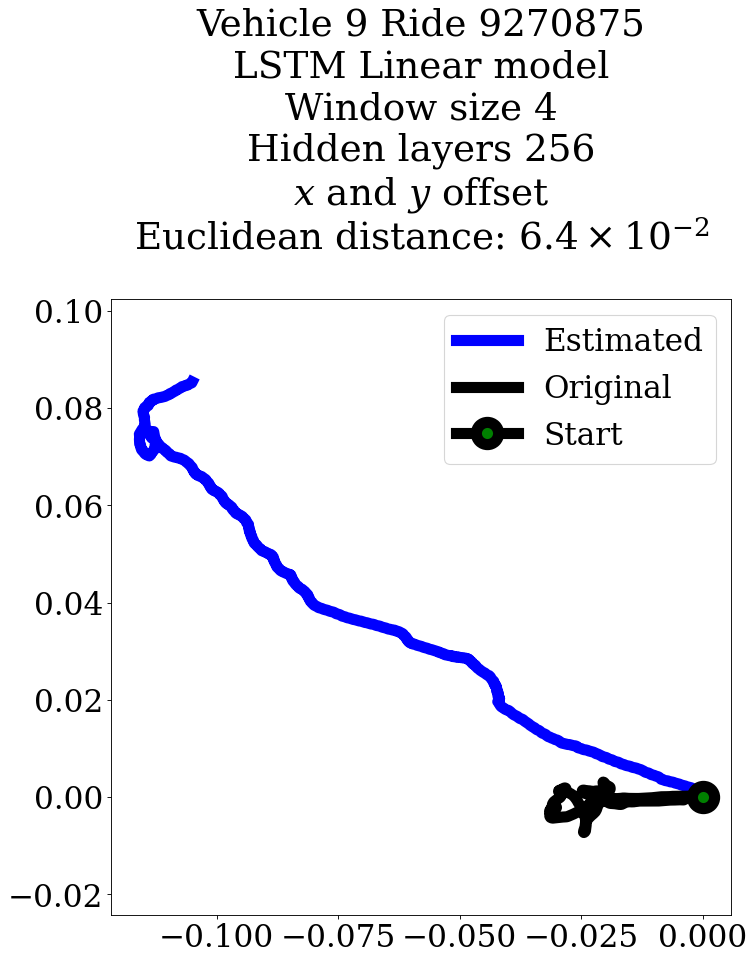 Vehicle 9 Ride 9270875
LSTM Linear model
Window size 4
Hidden layers 256
x and y offset
Euclidean distance: 6.4 × 10⁻²
0.10
0.08
0.06
0.04
0.02
0.00
−0.02
Estimated
Original
Start
−0.100 −0.075 −0.050 −0.025 0.000